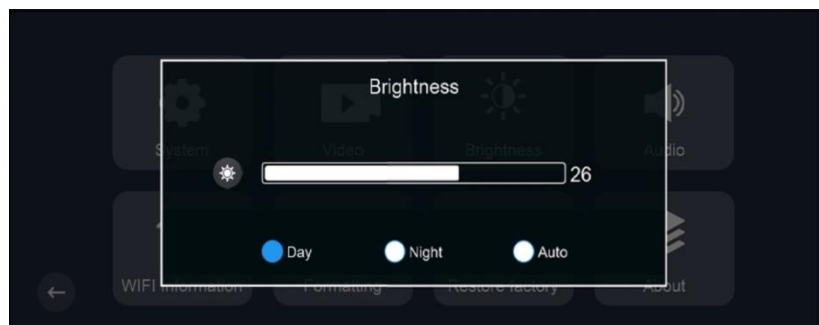 Brightness
System Video Brightness Audio
26
Day Night Auto
WIFI Information Formatting Restore factory About